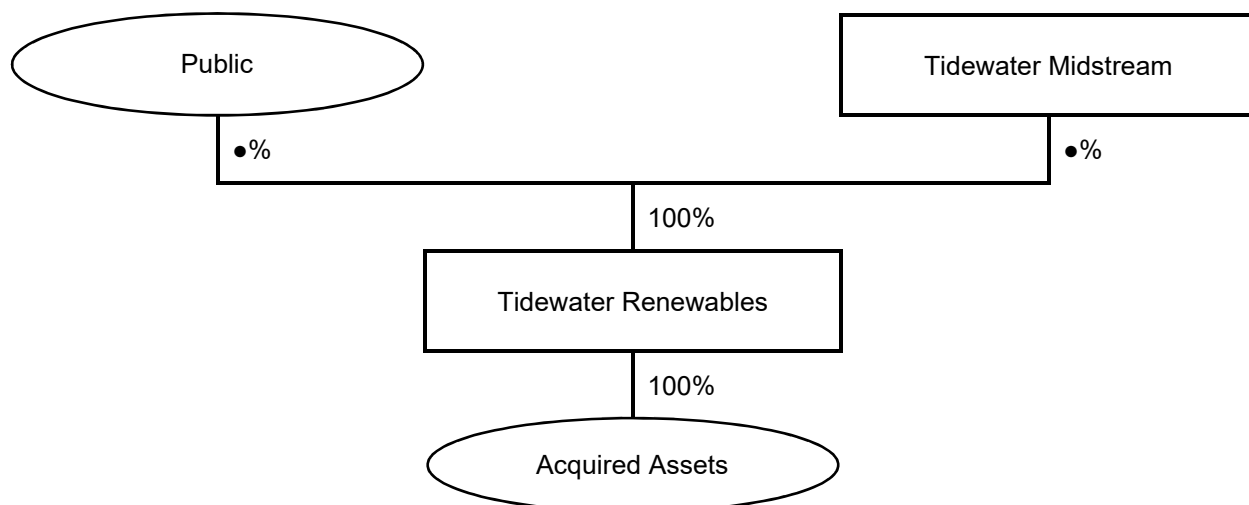 Public
Tidewater Midstream
●%
●%
100%
Tidewater Renewables
100%
Acquired Assets